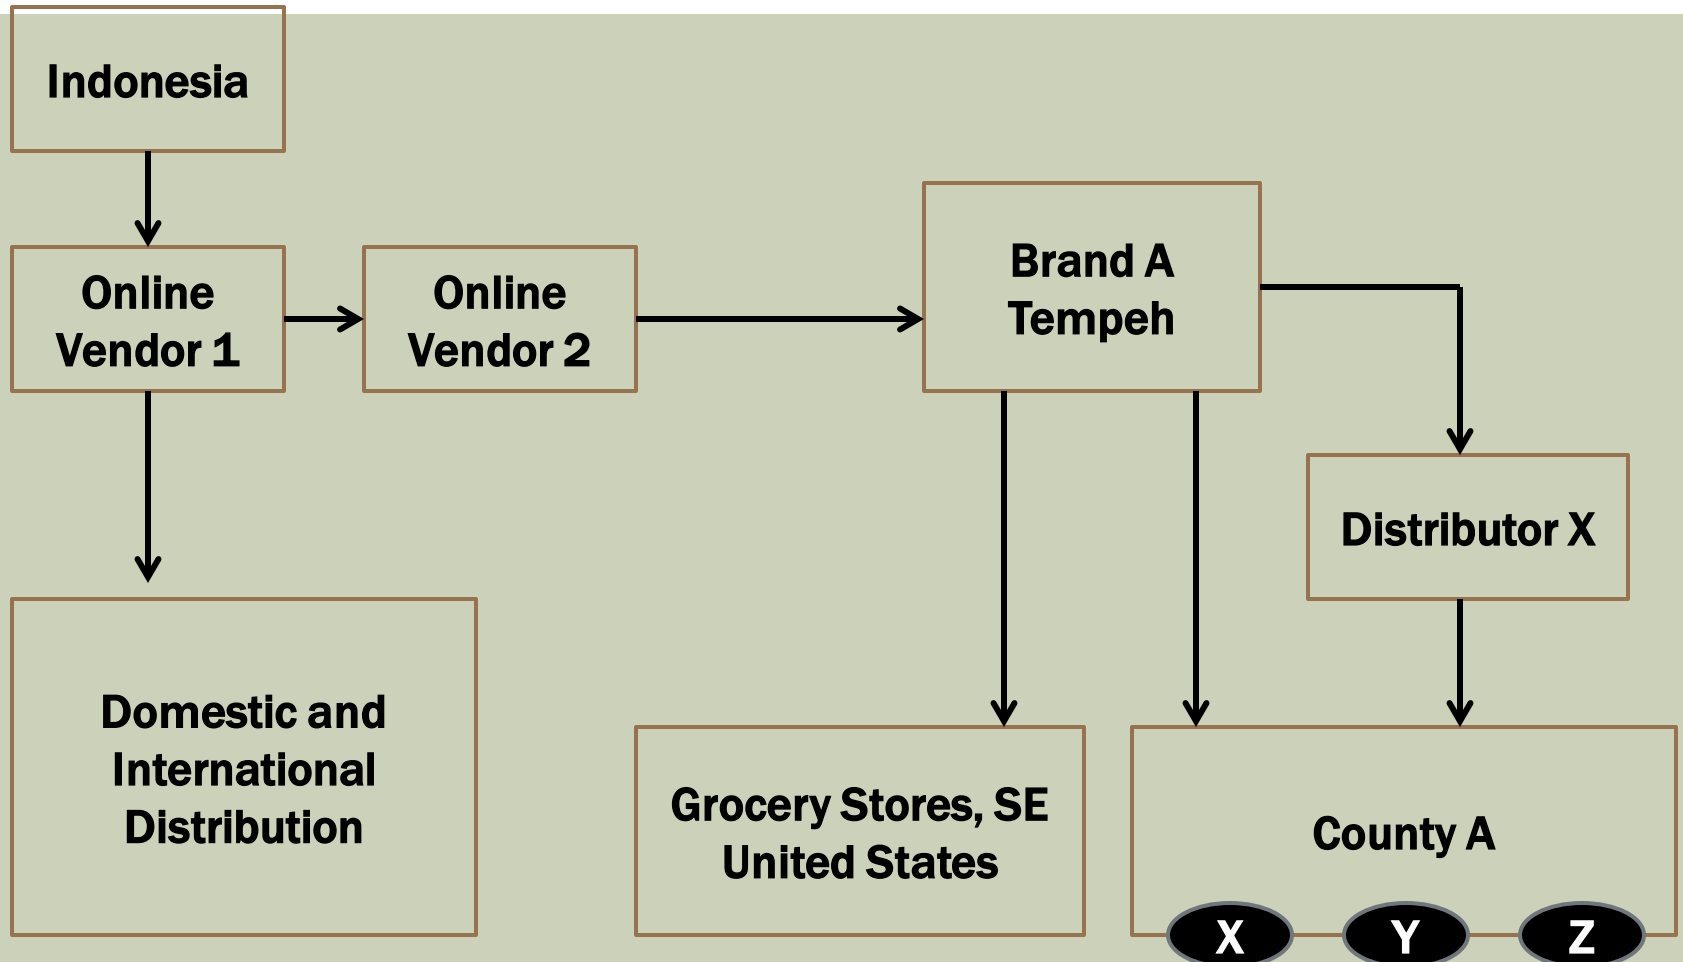 Indonesia
Online
Vendor 1
Online
Vendor 2
Brand A
Tempeh
Distributor X
Domestic and
International
Distribution
Grocery Stores, SE
United States
County A
X
Y
Z